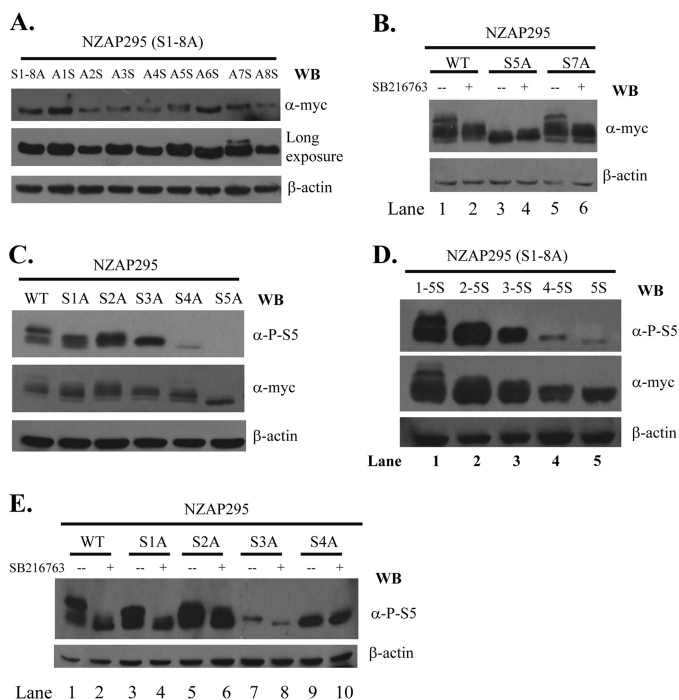 A.
NZAP295 (S1-8A)
S1-8A A1S A2S A3S A4S A5S A6S A7S A8S WB
α-myc
Long
exposure
β-actin
B.
NZAP295
WT S5A S7A
SB216763 -- + -- + -- + WB
α-myc
β-actin
Lane 1 2 3 4 5 6
C.
NZAP295
WT S1A S2A S3A S4A S5A WB
α-P-S5
α-myc
β-actin
D.
NZAP295 (S1-8A)
1-5S 2-5S 3-5S 4-5S 5S WB
α-P-S5
α-myc
β-actin
Lane 1 2 3 4 5
E.
NZAP295
WT S1A S2A S3A S4A
SB216763 -- + -- + -- + -- + -- + WB
α-P-S5
β-actin
Lane 1 2 3 4 5 6 7 8 9 10